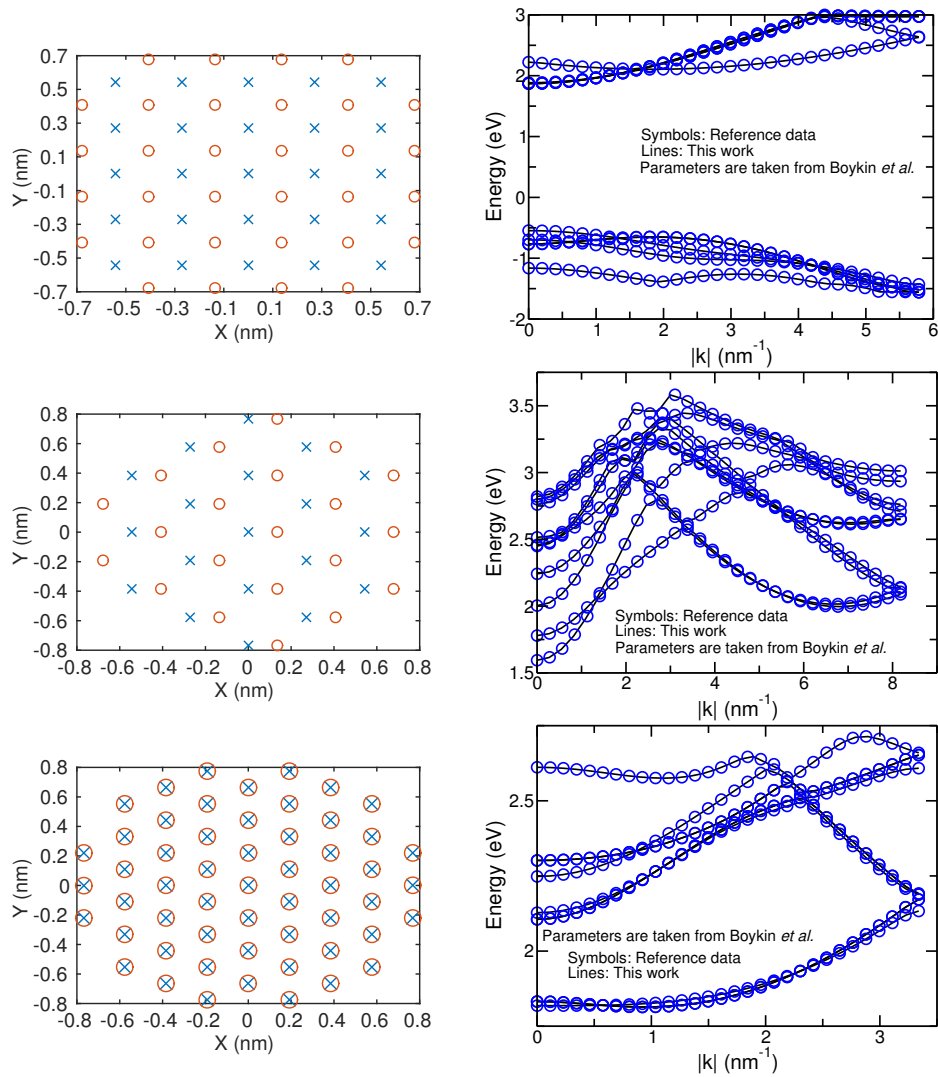 0.7
0.5
0.3
0.1
-0.1
-0.3
-0.5
-0.7
Y (nm)
-0.7 -0.5 -0.3 -0.1 0.1 0.3 0.5 0.7
X (nm)
3
2
1
0
-1
-2
Energy (eV)
Symbols: Reference data
Lines: This work
Parameters are taken from Boykin et al.
0 1 2 3 4 5 6
|k| (nm-1)
0.8
0.6
0.4
0.2
0
-0.2
-0.4
-0.6
-0.8
Y (nm)
-0.8 -0.6 -0.4 -0.2 0 0.2 0.4 0.6 0.8
X (nm)
3.5
3
2.5
2
1.5
Energy (eV)
Symbols: Reference data
Lines: This work
Parameters are taken from Boykin et al.
0 2 4 6 8
|k| (nm-1)
0.8
0.6
0.4
0.2
0
-0.2
-0.4
-0.6
-0.8
Y (nm)
-0.8 -0.6 -0.4 -0.2 0 0.2 0.4 0.6 0.8
X (nm)
2.5
2
Energy (eV)
Parameters are taken from Boykin et al.
Symbols: Reference data
Lines: This work
0 1 2 3
|k| (nm-1)